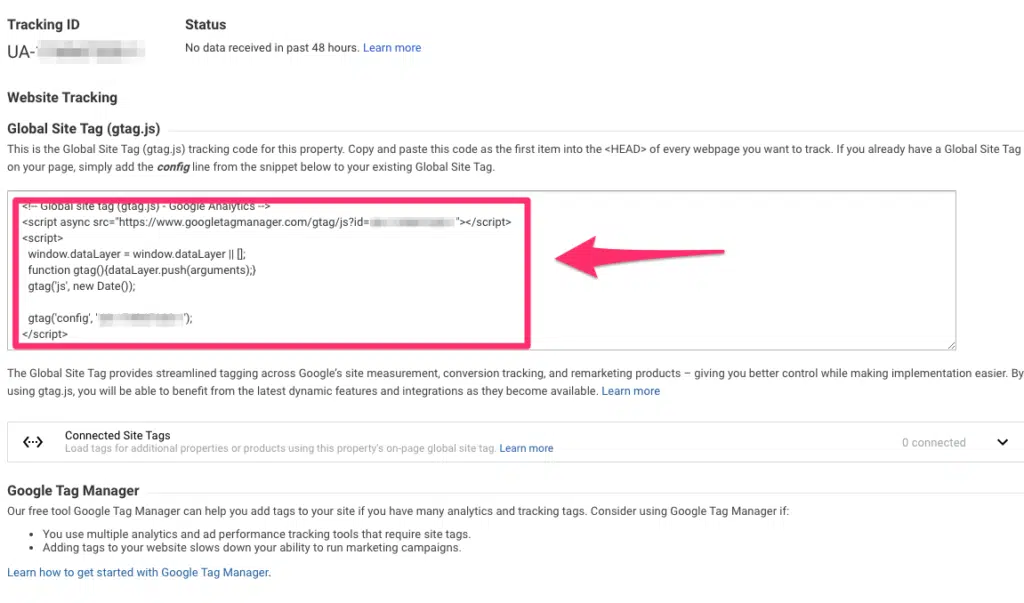 Tracking ID
Status
UA-
No data received in past 48 hours. Learn more
Website Tracking
Global Site Tag (gtag.js)
This is the Global Site Tag (gtag.js) tracking code for this property. Copy and paste this code as the first item into the <HEAD> of every webpage you want to track. If you already have a Global Site Tag
on your page, simply add the config line from the snippet below to your existing Global Site Tag.
<!-- Global site tag (gtag.js) - Google Analytics -->
<script async src="https://www.googletagmanager.com/gtag/js?id= "></script>
<script>
window.dataLayer = window.dataLayer || [];
function gtag(){dataLayer.push(arguments);}
gtag('js', new Date());
gtag('config', ' ');
</script>
The Global Site Tag provides streamlined tagging across Google's site measurement, conversion tracking, and remarketing products – giving you better control while making implementation easier. By
using gtag.js, you will be able to benefit from the latest dynamic features and integrations as they become available. Learn more
Connected Site Tags
Load tags for additional properties or products using this property's on-page global site tag. Learn more
0 connected
Google Tag Manager
Our free tool Google Tag Manager can help you add tags to your site if you have many analytics and tracking tags. Consider using Google Tag Manager if:
• You use multiple analytics and ad performance tracking tools that require site tags.
• Adding tags to your website slows down your ability to run marketing campaigns.
Learn how to get started with Google Tag Manager.